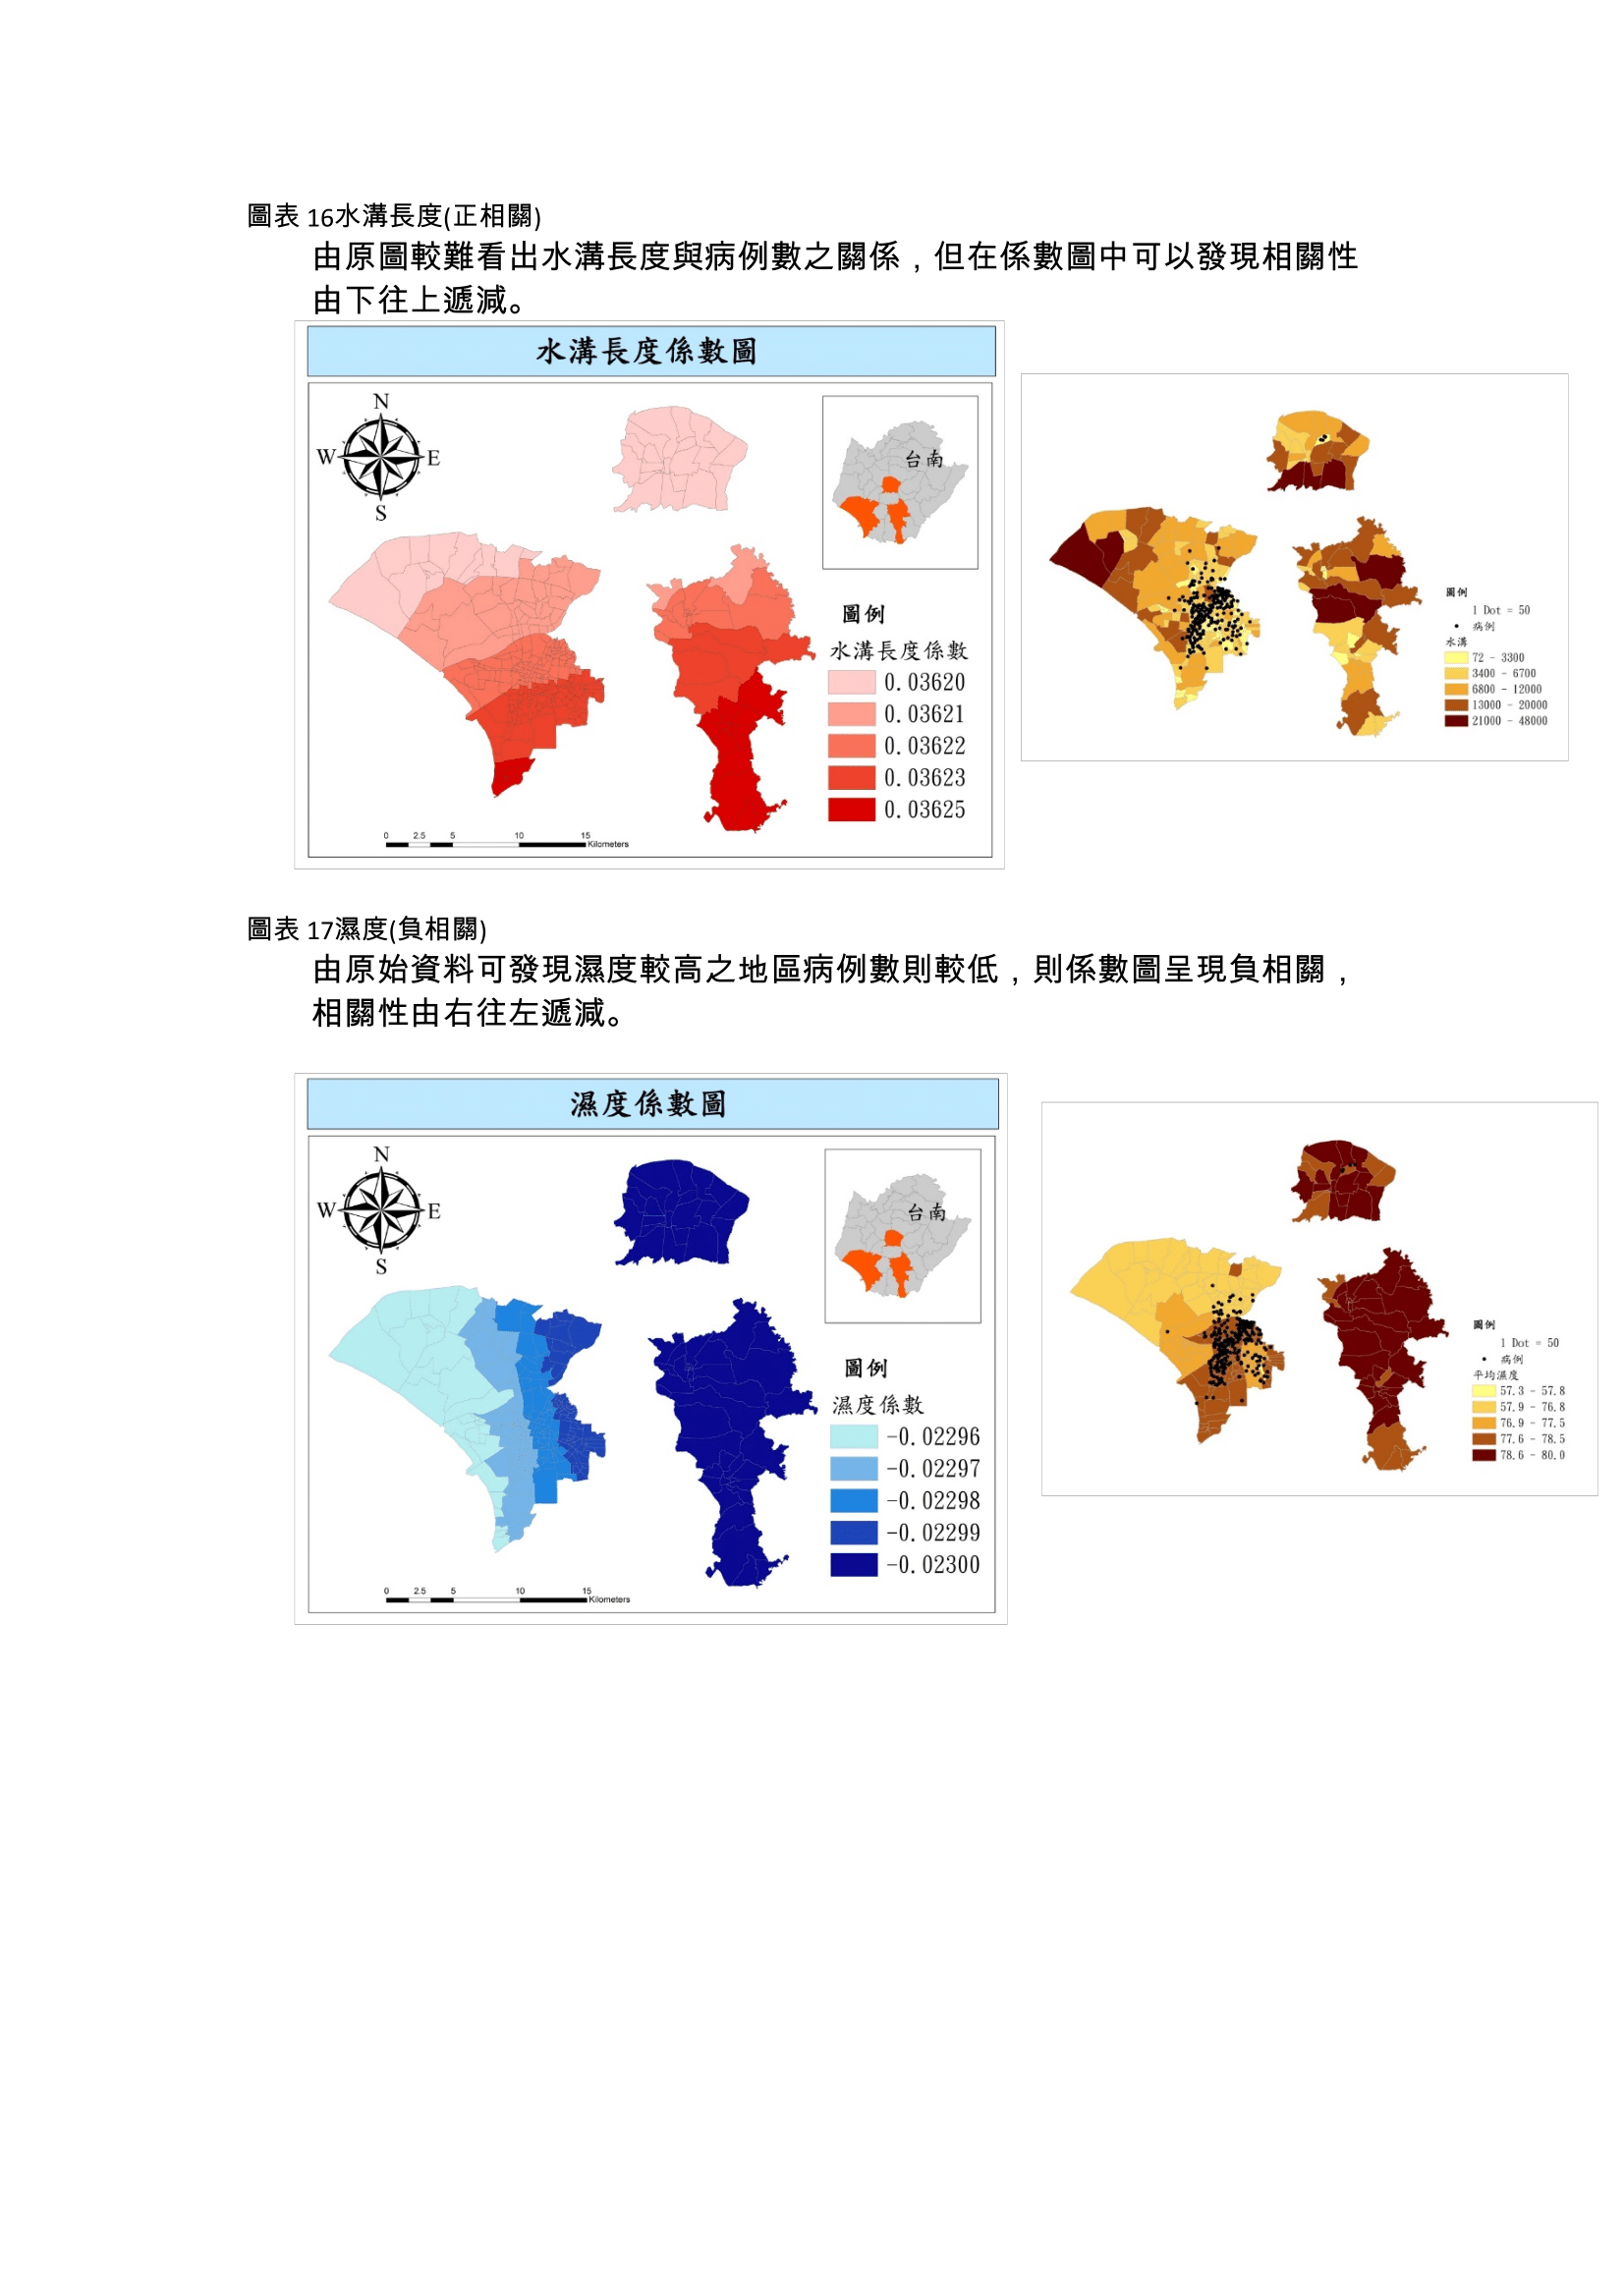 圖表 16水溝長度(正相關)
由原圖較難看出水溝長度與病例數之關係，但在係數圖中可以發現相關性
由下往上遞減。
水溝長度係數圖
N
W
E
S
台南
圖例
水溝長度係數
0.03620
0.03621
0.03622
0.03623
0.03625
0 2.5 5 10 15
Kilometers
圖例
1 Dot = 50
病例
水溝
72 - 3300
3400 - 6700
6800 - 12000
13000 - 20000
21000 - 48000
圖表 17濕度(負相關)
由原始資料可發現濕度較高之地區病例數則較低，則係數圖呈現負相關，
相關性由右往左遞減。
濕度係數圖
N
W
E
S
台南
圖例
濕度係數
-0.02296
-0.02297
-0.02298
-0.02299
-0.02300
0 2.5 5 10 15
Kilometers
圖例
1 Dot = 50
病例
平均濕度
57.3 - 57.8
57.9 - 76.8
76.9 - 77.5
77.6 - 78.5
78.6 - 80.0